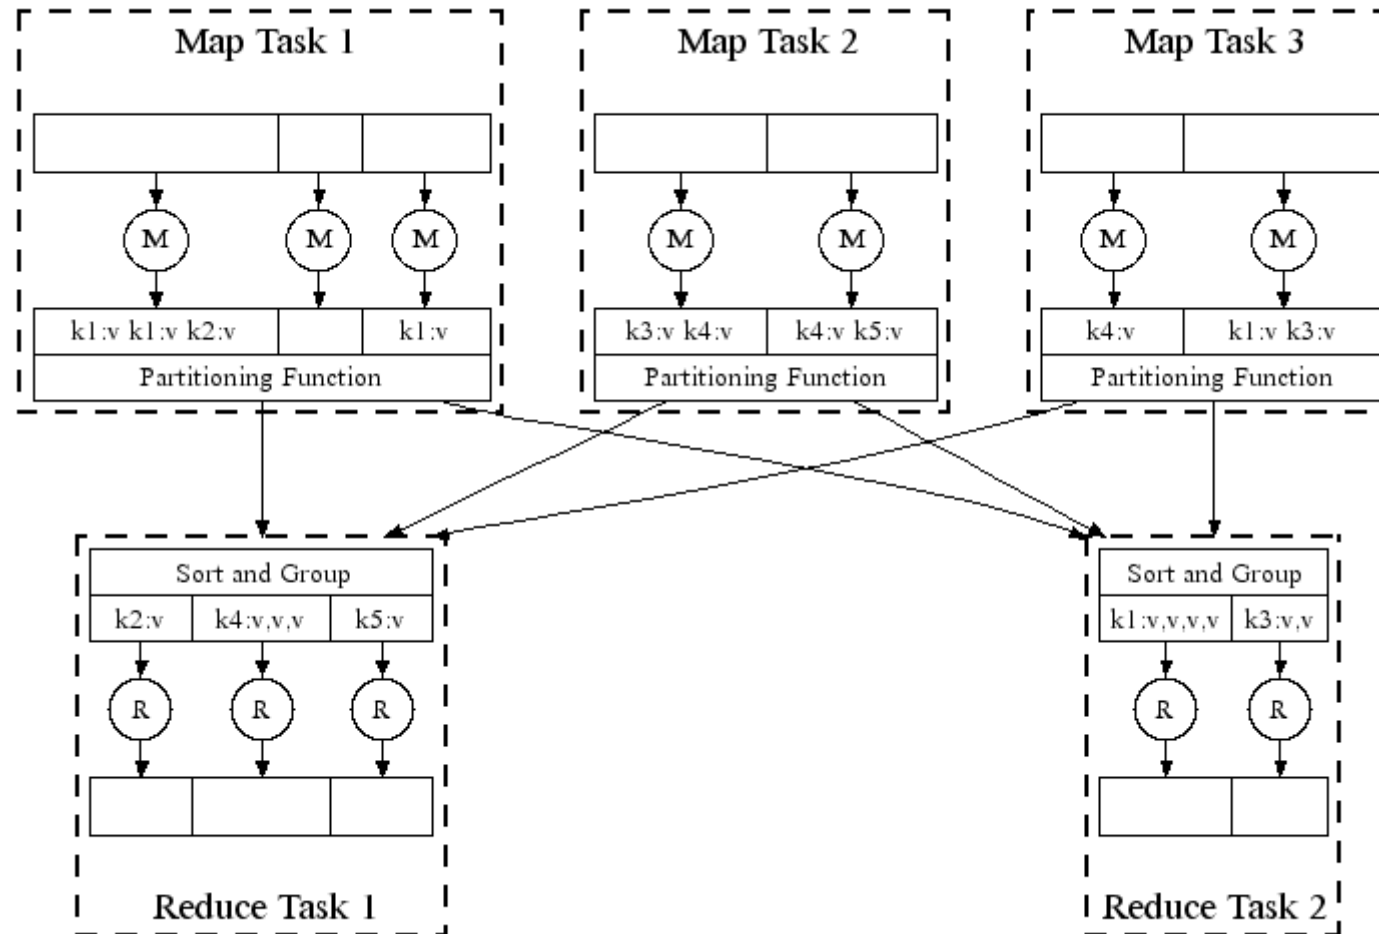 Map Task 1
Map Task 2
Map Task 3
M
M
M
M
M
M
M
k1:v k1:v k2:v
k1:v
k3:v k4:v
k4:v k5:v
k4:v
k1:v k3:v
Partitioning Function
Partitioning Function
Partitioning Function
Sort and Group
Sort and Group
k2:v
k4:v,v,v
k5:v
k1:v,v,v,v
k3:v,v
R
R
R
R
R
Reduce Task 1
Reduce Task 2